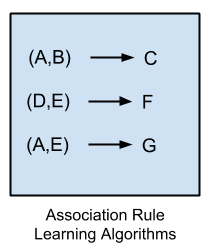 (A,B) → C
(D,E) → F
(A,E) → G
Association Rule
Learning Algorithms